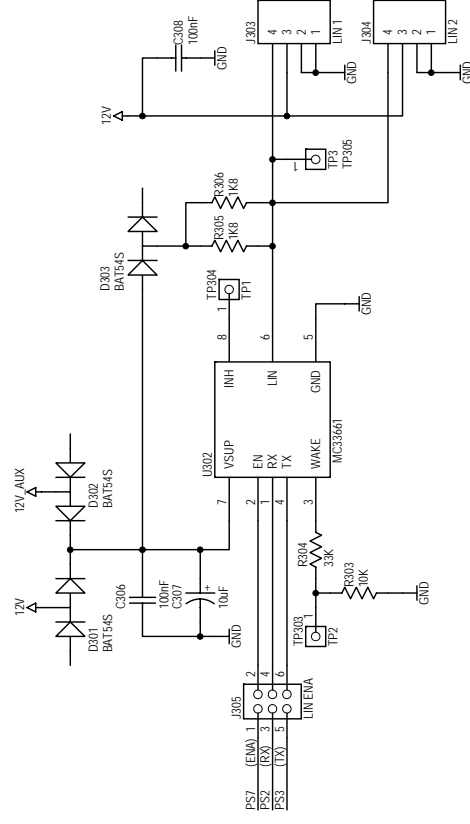 12V
C308
100nF
GND
J303
4
3
2
1
LIN 1
GND
J304
4
3
2
1
LIN 2
GND
D303
BAT54S
R306
1K8
R305
1K8
1
TP3
TP305
TP304
1
TP1
12V_AUX
D302
BAT54S
12V
D301
BAT54S
C306
100nF
C307
+
10uF
GND
U302
VSUP
INH
EN
RX
LIN
TX
WAKE
GND
MC33661
7
8
2
1
6
4
3
5
GND
R304
33K
R303
10K
GND
TP303
1
TP2
J305
PS7 (ENA) 1 2
PS2 (RX) 3 4
PS3 (TX) 5 6
LIN ENA